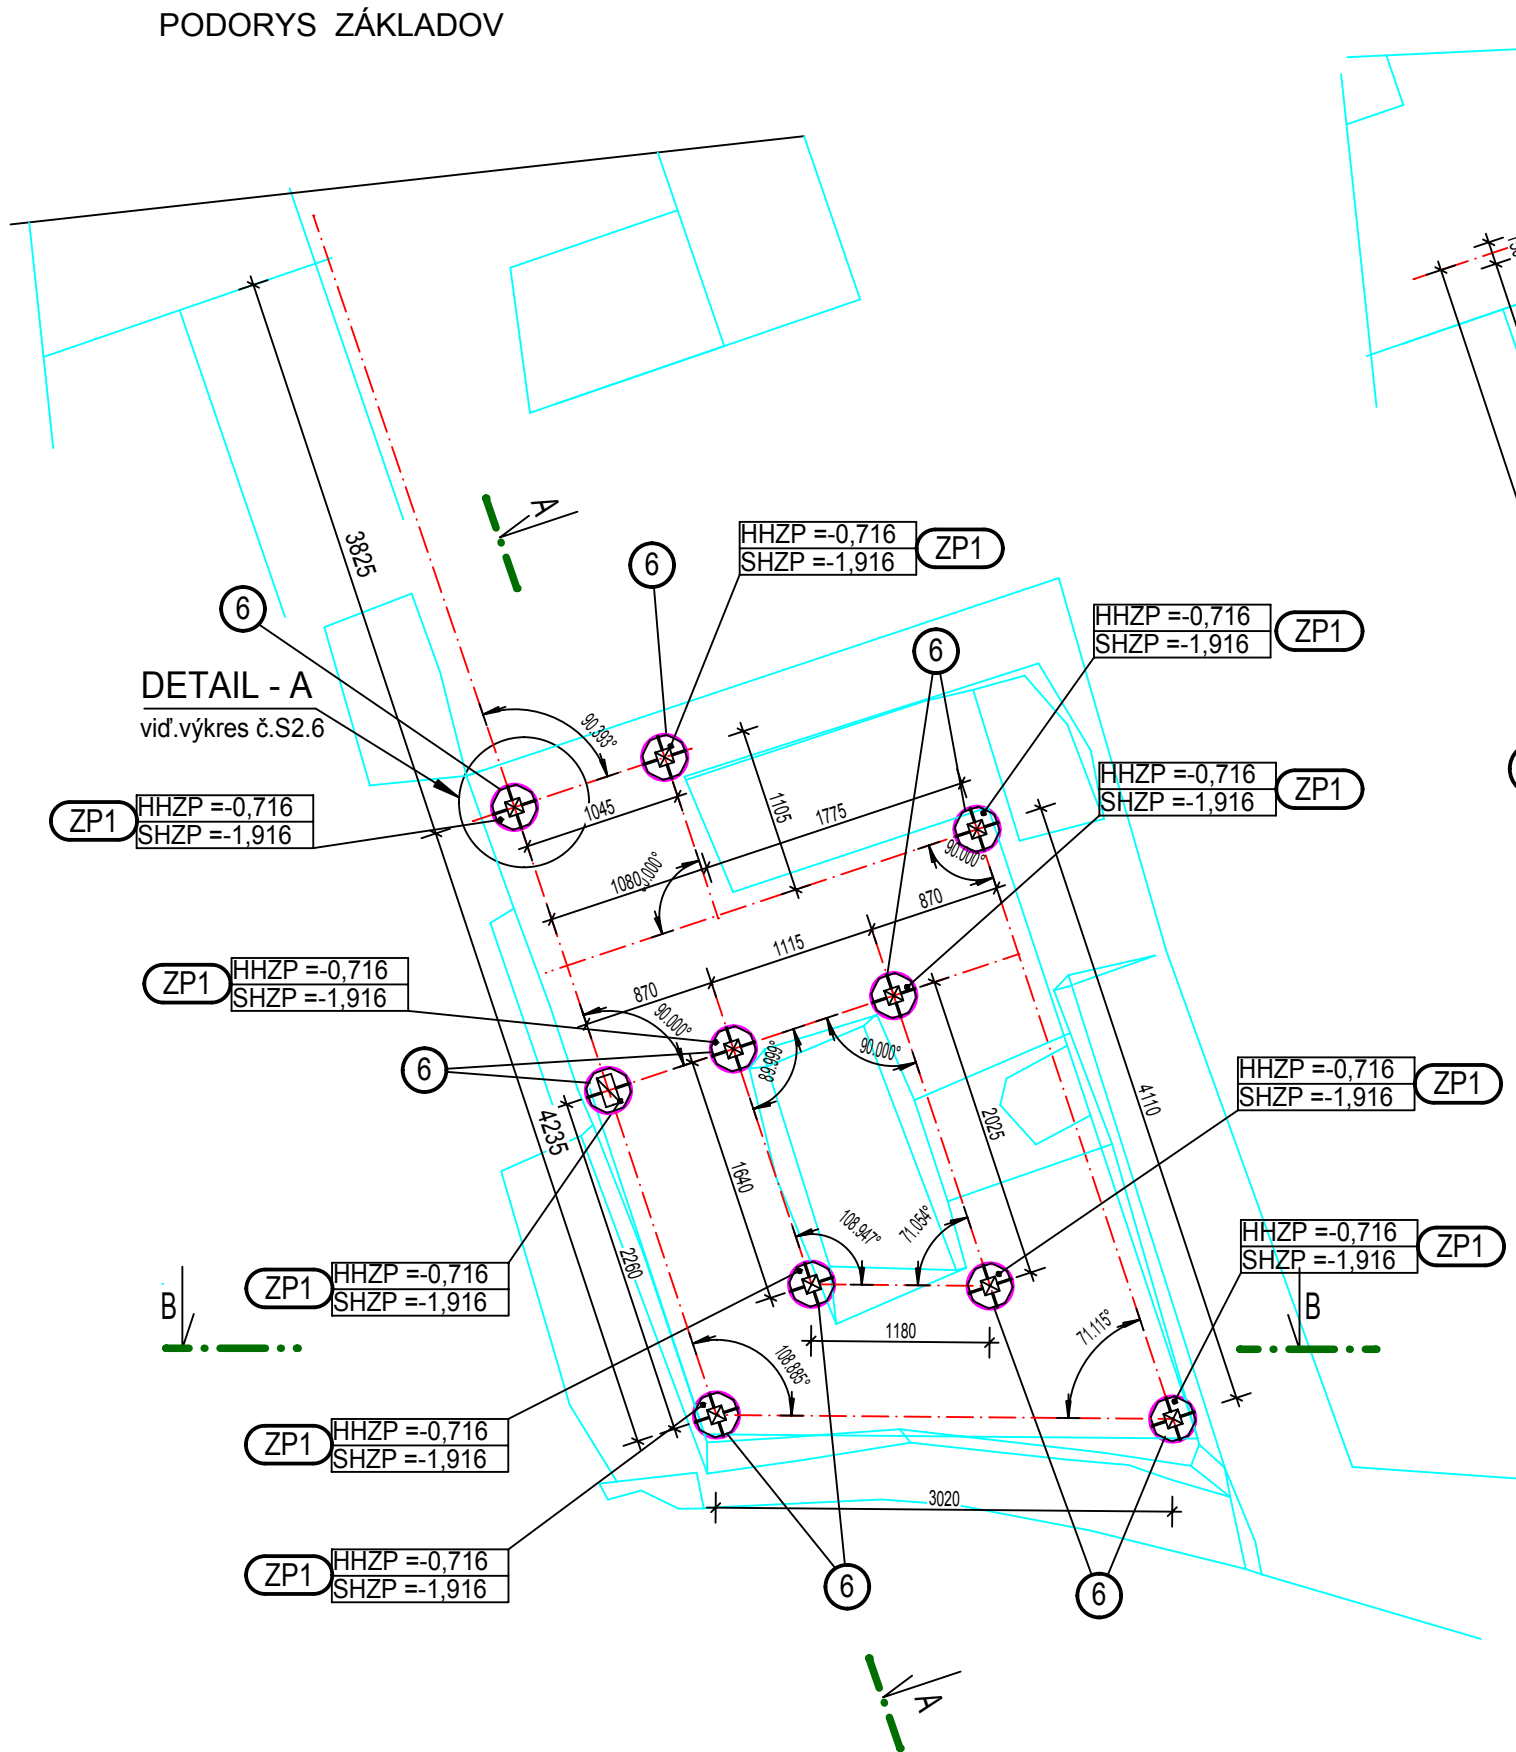 PODORYS ZÁKLADOV
A
3825
HHZP =-0,716
SHZP =-1,916
ZP1
6
6
HHZP =-0,716
SHZP =-1,916
ZP1
6
DETAIL - A
viď.výkres č.S2.6
90.393°
HHZP =-0,716
SHZP =-1,916
ZP1
ZP1
HHZP =-0,716
SHZP =-1,916
1045
1105
1775
1080
90.000°
870
1115
ZP1
HHZP =-0,716
SHZP =-1,916
870
90.000°
89.999°
90.000°
6
4235
2025
4110
HHZP =-0,716
SHZP =-1,916
ZP1
1640
108.947°
71.054°
2260
HHZP =-0,716
SHZP =-1,916
ZP1
ZP1
HHZP =-0,716
SHZP =-1,916
B
B
1180
71.115°
108.885°
ZP1
HHZP =-0,716
SHZP =-1,916
3020
ZP1
HHZP =-0,716
SHZP =-1,916
6
6
A